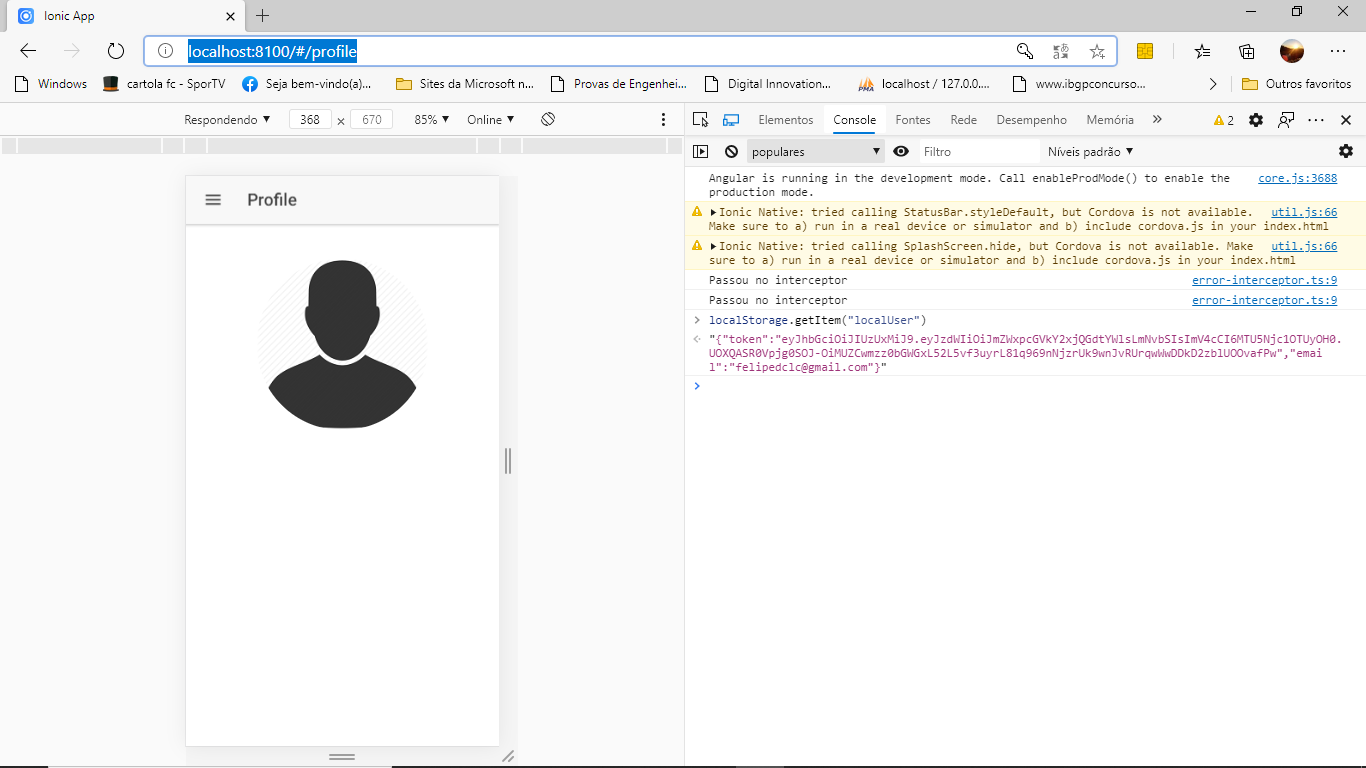 Ionic App
localhost:8100/#/profile
Windows
cartola fc - SporTV
Seja bem-vindo(a)...
Sites da Microsoft n...
Provas de Engenhei...
Digital Innovation...
PMA
localhost / 127.0.0....
www.ibgpconcurso...
Outros favoritos
Respondendo
368
×
670
85%
Online
Elementos
Console
Fontes
Rede
Desempenho
Memória
2
populares
Filtro
Níveis padrão
Profile
Angular is running in the development mode. Call enableProdMode() to enable the core.js:3688
production mode.
Ionic Native: tried calling StatusBar.styleDefault, but Cordova is not available. util.js:66
Make sure to a) run in a real device or simulator and b) include cordova.js in your index.html
Ionic Native: tried calling SplashScreen.hide, but Cordova is not available. Make util.js:66
sure to a) run in a real device or simulator and b) include cordova.js in your index.html
Passou no interceptor error-interceptor.ts:9
Passou no interceptor error-interceptor.ts:9
localStorage.getItem("localUser")
"{"token":"eyJhbGciOiJIUzUxMiJ9.eyJzdWIiOiJmZWxpcGVkY2xjQGdtYWlsLmNvbSIsImV4cCI6MTU5Njc1OTUyOH0.
UOXQASR0Vpjg0SOJ-OiMUZCwmzz0bGWGxL52L5vf3uyrL81q969nNjzrUk9wnJvRUrqwWwDDkD2zblUOOvafPw","emai
l":"felipedclc@gmail.com"}"